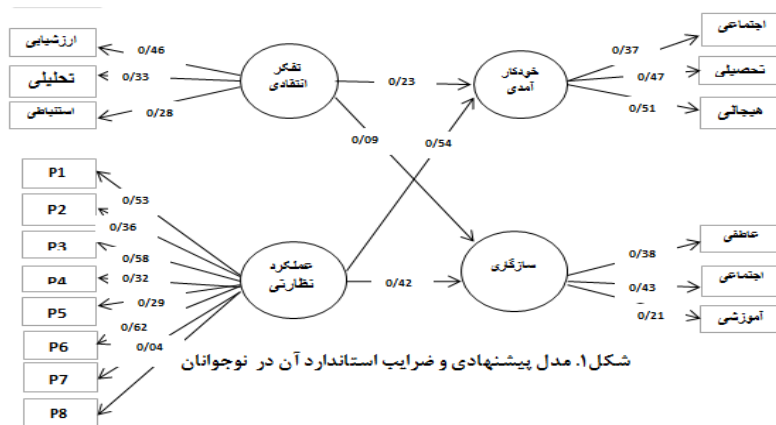 ارزشیابی
تحلیلی
استنباطی
0/46
0/33
0/28
تفکر
انتقادی
0/23
0/09
خودکار
آمدی
0/37
0/47
0/51
اجتماعی
تحصیلی
هیجانی
P1
P2
P3
P4
P5
P6
P7
P8
0/53
0/36
0/58
0/32
0/29
0/62
0/04
عملکرد
نظارتی
0/54
0/42
سازگاری
0/38
0/43
0/21
عاطفی
اجتماعی
آموزشی
شکل۱. مدل پیشنهادی و ضرایب استاندارد آن در نوجوانان